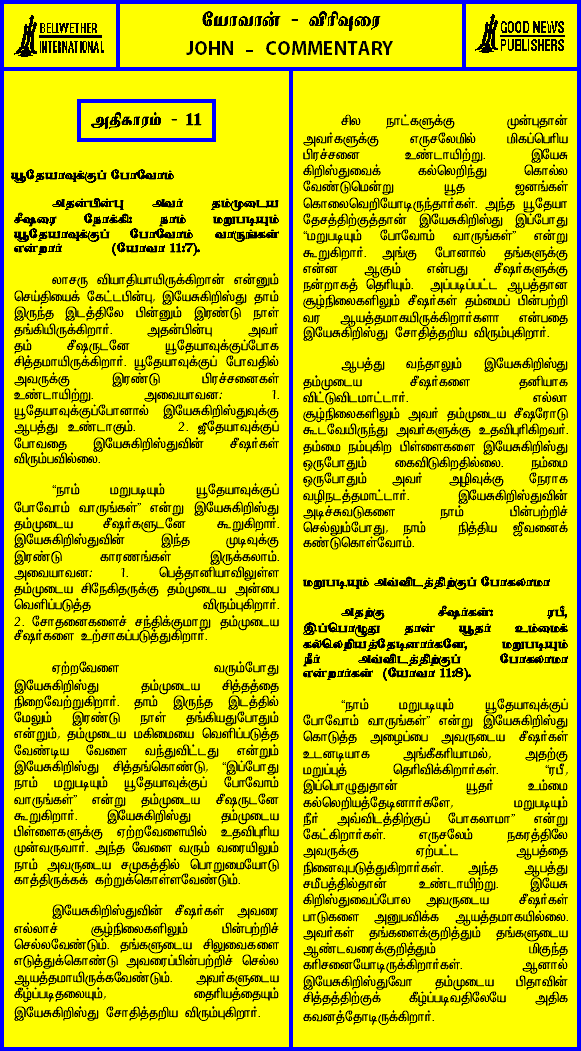 BELWETHER
INTERNATIONAL
யோவான் - விரிவுரை
JOHN - COMMENTARY
GOOD NEWS
PUBLISHERS
அதிகாரம் - 11
யூதேயாவுக்குப் போவோம்
அதன்பின்பு அவர் தம்முடைய
சீஷரை நோக்கி: நாம் மறுபடியும்
யூதேயாவுக்குப் போவோம் வாருங்கள்
என்றார் (யோவா 11:7).
லாசரு வியாதியாயிருக்கிறான் என்னும்
செய்தியைக் கேட்டபின்பு, இயேசுகிறிஸ்து தாம்
இருந்த இடத்திலே பின்னும் இரண்டு நாள்
தங்கியிருக்கிறார். அதன்பின்பு அவர்
தம் சீஷருடனே யூதேயாவுக்குப்போக
சித்தமாயிருக்கிறார். யூதேயாவுக்குப் போவதில்
அவருக்கு இரண்டு பிரச்சனைகள்
உண்டாயிற்று. அவையாவன: 1.
யூதேயாவுக்குப்போனால் இயேசுகிறிஸ்துவுக்கு
ஆபத்து உண்டாகும். 2. ஜீதேயாவுக்குப்
போவதை இயேசுகிறிஸ்துவின் சீஷர்கள்
விரும்பவில்லை.
“நாம் மறுபடியும் யூதேயாவுக்குப்
போவோம் வாருங்கள்” என்று இயேசுகிறிஸ்து
தம்முடைய சீஷர்களுடனே கூறுகிறார்.
இயேசுகிறிஸ்துவின் இந்த முடிவுக்கு
இரண்டு காரணங்கள் இருக்கலாம்.
அவையாவன: 1. பெத்தானியாவிலுள்ள
தம்முடைய சிநேகிதருக்கு தம்முடைய அன்பை
வெளிப்படுத்த விரும்புகிறார்.
2. சோதனைகளைச் சந்திக்குமாறு தம்முடைய
சீஷர்களை உற்சாகப்படுத்துகிறார்.
ஏற்றவேளை வரும்போது
இயேசுகிறிஸ்து தம்முடைய சித்தத்தை
நிறைவேற்றுகிறார். தாம் இருந்த இடத்தில்
மேலும் இரண்டு நாள் தங்கியதுபோதும்
என்றும், தம்முடைய மகிமையை வெளிப்படுத்த
வேண்டிய வேளை வந்துவிட்டது என்றும்
இயேசுகிறிஸ்து சித்தங்கொண்டு, “இப்போது
நாம் மறுபடியும் யூதேயாவுக்குப் போவோம்
வாருங்கள்” என்று தம்முடைய சீஷருடனே
கூறுகிறார். இயேசுகிறிஸ்து தம்முடைய
பிள்ளைகளுக்கு ஏற்றவேளையில் உதவிபுரிய
முன்வருவார். அந்த வேளை வரும் வரையிலும்
நாம் அவருடைய சமுகத்தில் பொறுமையோடு
காத்திருக்கக் கற்றுக்கொள்ளவேண்டும்.
இயேசுகிறிஸ்துவின் சீஷர்கள் அவரை
எல்லாச் சூழ்நிலைகளிலும் பின்பற்றிச்
செல்லவேண்டும். தங்களுடைய சிலுவைகளை
எடுத்துக்கொண்டு அவரைப்பின்பற்றிச் செல்ல
ஆயத்தமாயிருக்கவேண்டும். அவர்களுடைய
கீழ்ப்படிதலையும், தைரியத்தையும்
இயேசுகிறிஸ்து சோதித்தறிய விரும்புகிறார்.
சில நாட்களுக்கு முன்புதான்
அவர்களுக்கு எருசலேமில் மிகப்பெரிய
பிரச்சனை உண்டாயிற்று. இயேசு
கிறிஸ்துவைக் கல்லெறிந்து கொல்ல
வேண்டுமென்று யூத ஜனங்கள்
கொலைவெறியோடிருந்தார்கள். அந்த யூதேயா
தேசத்திற்குத்தான் இயேசுகிறிஸ்து இப்போது
“மறுபடியும் போவோம் வாருங்கள்” என்று
கூறுகிறார். அங்கு போனால் தங்களுக்கு
என்ன ஆகும் என்பது சீஷர்களுக்கு
நன்றாகத் தெரியும். அப்படிப்பட்ட ஆபத்தான
சூழ்நிலைகளிலும் சீஷர்கள் தம்மைப் பின்பற்றி
வர ஆயத்தமாகயிருக்கிறார்களா என்பதை
இயேசுகிறிஸ்து சோதித்தறிய விரும்புகிறார்.
ஆபத்து வந்தாலும் இயேசுகிறிஸ்து
தம்முடைய சீஷர்களை தனியாக
விட்டுவிடமாட்டார். எல்லா
சூழ்நிலைகளிலும் அவர் தம்முடைய சீஷரோடு
கூடவேயிருந்து அவர்களுக்கு உதவிபுரிகிறவர்.
தம்மை நம்புகிற பிள்ளைகளை இயேசுகிறிஸ்து
ஒருபோதும் கைவிடுகிறதில்லை. நம்மை
ஒருபோதும் அவர் அழிவுக்கு நேராக
வழிநடத்தமாட்டார். இயேசுகிறிஸ்துவின்
அடிச்சுவடுகளை நாம் பின்பற்றிச்
செல்லும்போது, நாம் நித்திய ஜீவனைக்
கண்டுகொள்வோம்.
மறுபடியும் அவ்விடத்திற்குப் போகலாமா
அதற்கு சீஷர்கள்: ரபீ,
இப்பொழுது தான் யூதர் உம்மைக்
கல்லெறியத்தேடினார்களே, மறுபடியும்
நீர் அவ்விடத்திற்குப் போகலாமா
என்றார்கள் (யோவா 11:8).
“நாம் மறுபடியும் யூதேயாவுக்குப்
போவோம் வாருங்கள்” என்று இயேசுகிறிஸ்து
கொடுத்த அழைப்பை அவருடைய சீஷர்கள்
உடனடியாக அங்கீகரியாமல், அதற்கு
மறுப்புத் தெரிவிக்கிறார்கள். “ரபீ,
இப்பொழுதுதான் யூதர் உம்மை
கல்லெறியத்தேடினார்களே, மறுபடியும்
நீர் அவ்விடத்திற்குப் போகலாமா” என்று
கேட்கிறார்கள். எருசலேம் நகரத்திலே
அவருக்கு ஏற்பட்ட ஆபத்தை
நினைவுபடுத்துகிறார்கள். அந்த ஆபத்து
சமீபத்தில்தான் உண்டாயிற்று. இயேசு
கிறிஸ்துவைப்போல அவருடைய சீஷர்கள்
பாடுகளை அனுபவிக்க ஆயத்தமாகயில்லை.
அவர்கள் தங்களைக்குறித்தும் தங்களுடைய
ஆண்டவரைக்குறித்தும் மிகுந்த
கரிசனையோடிருக்கிறார்கள். ஆனால்
இயேசுகிறிஸ்துவோ தம்முடைய பிதாவின்
சித்தத்திற்குக் கீழ்ப்படிவதிலேயே அதிக
கவனத்தோடிருக்கிறார்.